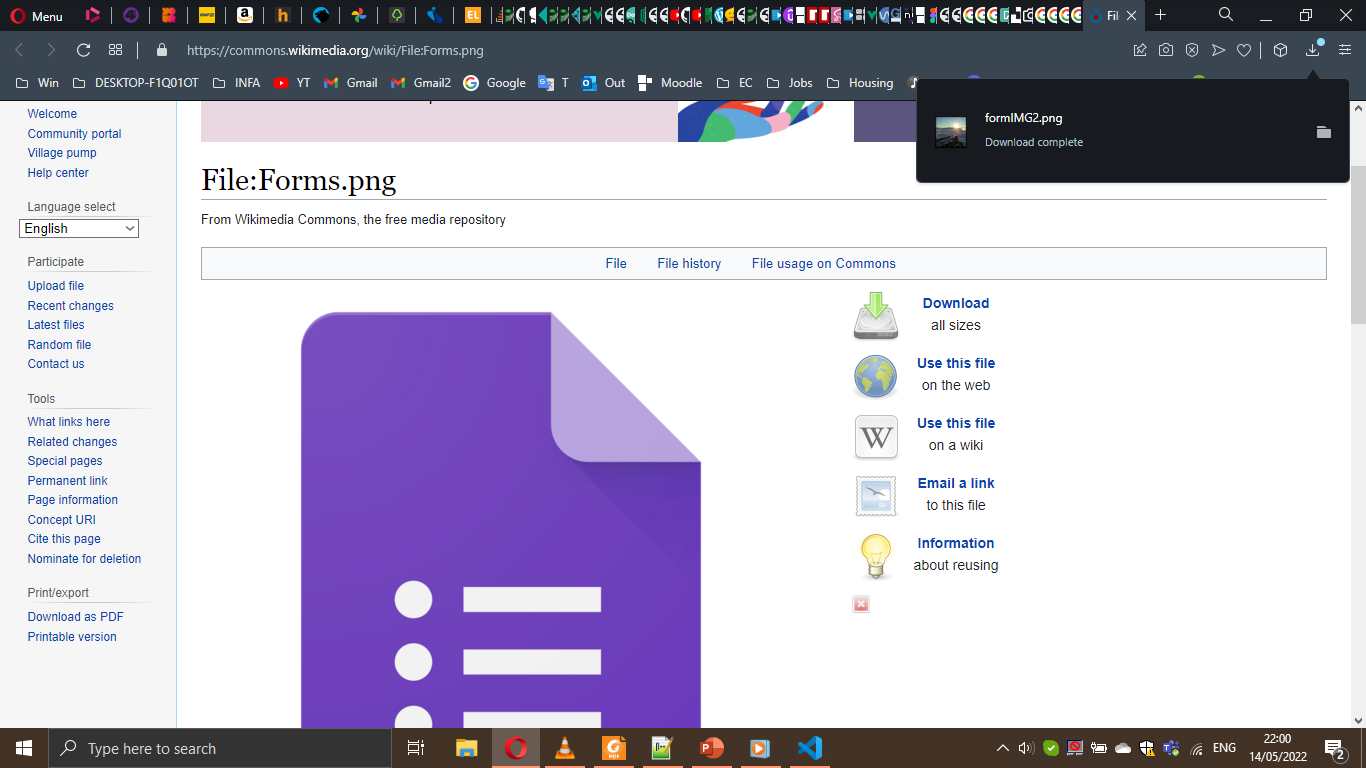 Menu
EL
Fil
https://commons.wikimedia.org/wiki/File:Forms.png
Win
DESKTOP-F1Q01OT
INFA
YT
Gmail
Gmail2
Google
T
Out
Moodle
EC
Jobs
Housing
formIMG2.png
Download complete
Welcome
Community portal
Village pump
Help center
Language select
English
Participate
Upload file
Recent changes
Latest files
Random file
Contact us
Tools
What links here
Related changes
Special pages
Permanent link
Page information
Concept URI
Cite this page
Nominate for deletion
Print/export
Download as PDF
Printable version
File:Forms.png
From Wikimedia Commons, the free media repository
File
File history
File usage on Commons
Download
all sizes
Use this file
on the web
W
Use this file
on a wiki
Email a link
to this file
Information
about reusing
Type here to search
ENG
22:00
14/05/2022
2